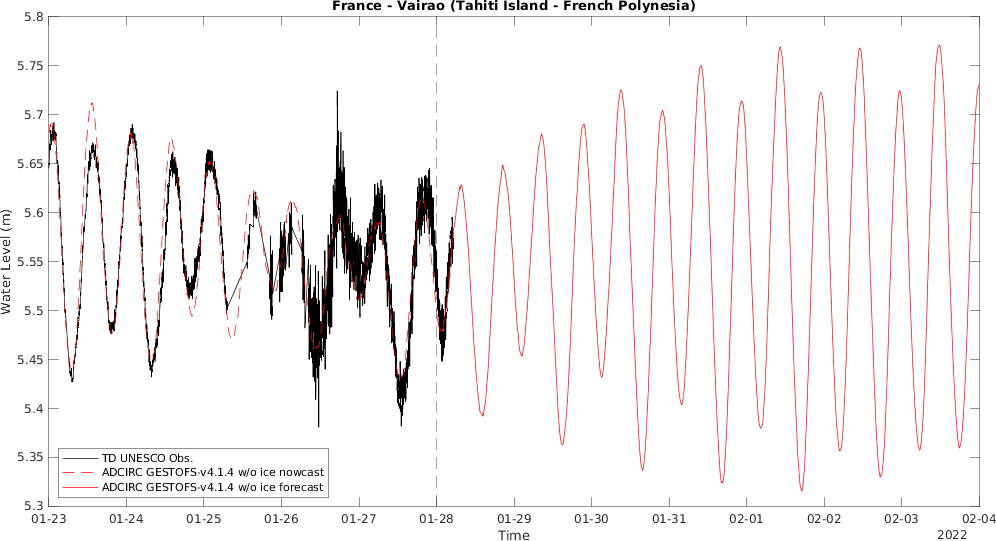 France - Vairao (Tahiti Island - French Polynesia)
5.8
5.75
5.7
5.65
5.6
5.55
5.5
5.45
5.4
5.35
5.3
Water Level (m)
TD UNESCO Obs.
ADCIRC GESTOFS-v4.1.4 w/o ice nowcast
ADCIRC GESTOFS-v4.1.4 w/o ice forecast
01-23 01-24 01-25 01-26 01-27 01-28 01-29 01-30 01-31 02-01 02-02 02-03 02-04
Time
2022